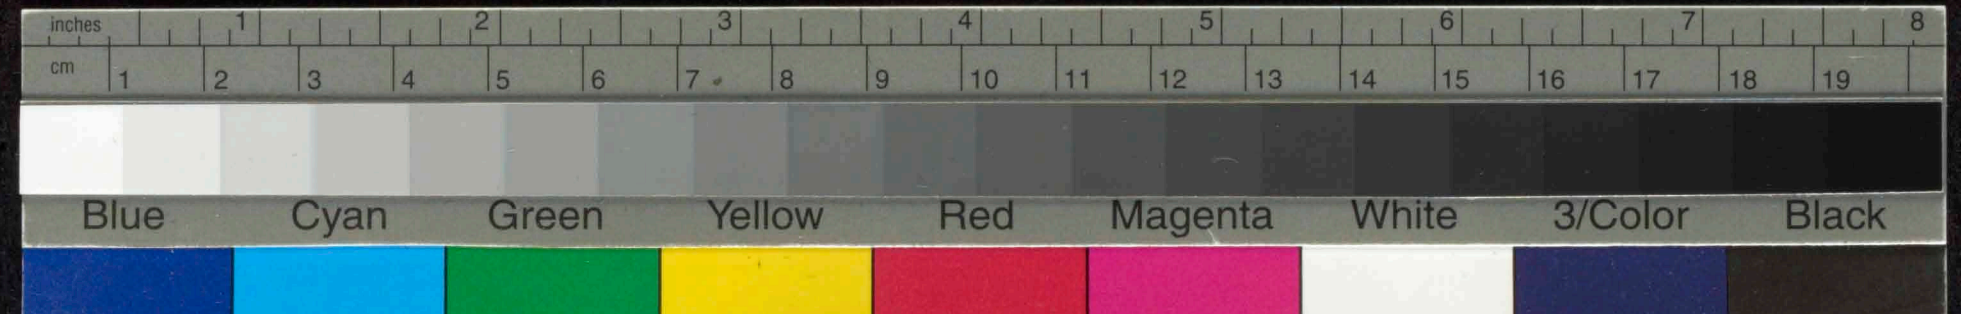 inches 1 2 3 4 5 6 7 8
cm 1 2 3 4 5 6 7 8 9 10 11 12 13 14 15 16 17 18 19
Blue Cyan Green Yellow Red Magenta White 3/Color Black